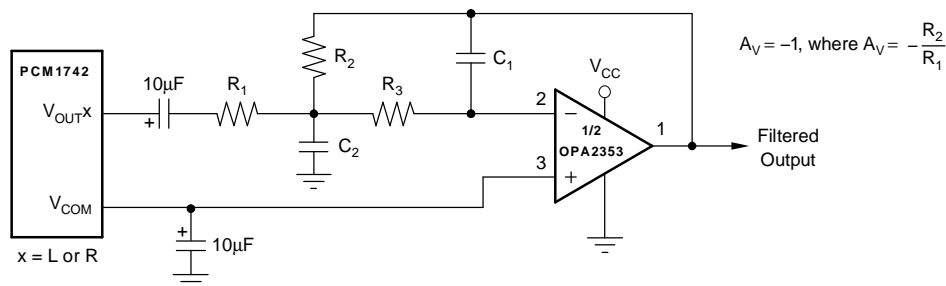 PCM1742
V_OUT x
V_COM
x = L or R
10μF
+
R_1
R_2
R_3
C_2
C_1
10μF
+
V_CC
2
−
1/2
OPA2353
3
+
1
Filtered
Output
A_V = −1, where A_V = − R_2 / R_1